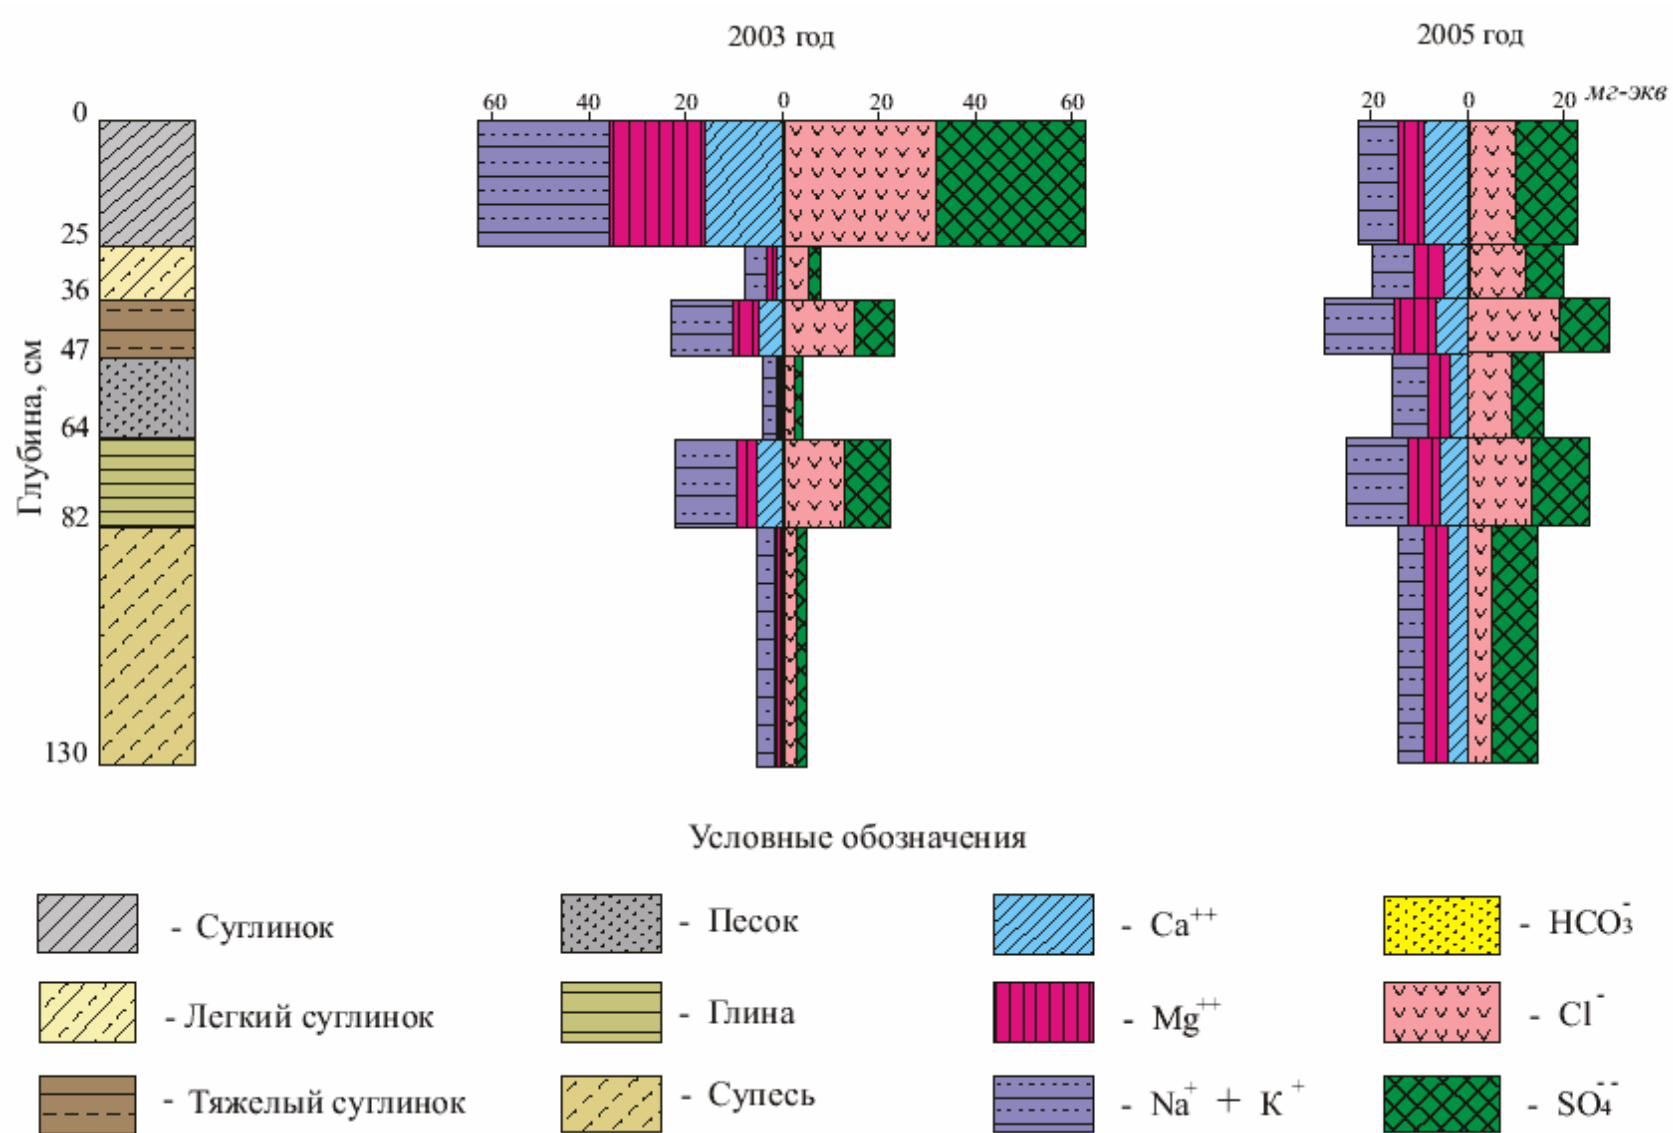 2003 год
2005 год
60 40 20 0 20 40 60
20 0 20 мг-экв
Глубина, см
0
25
36
47
64
82
130
Условные обозначения
- Суглинок
- Песок
- Ca++
- HCO3-
- Легкий суглинок
- Глина
- Mg++
- Cl-
- Тяжелый суглинок
- Супесь
- Na+ + K+
- SO4--